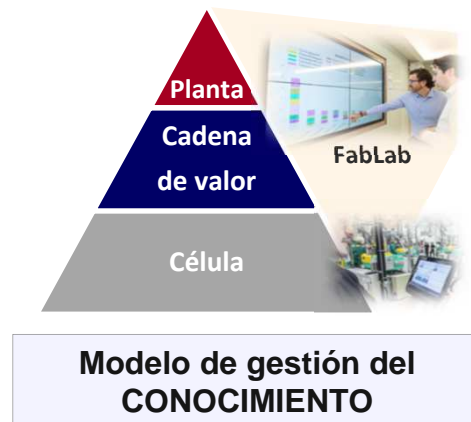 Planta
Cadena
de valor
FabLab
Célula
Modelo de gestión del
CONOCIMIENTO